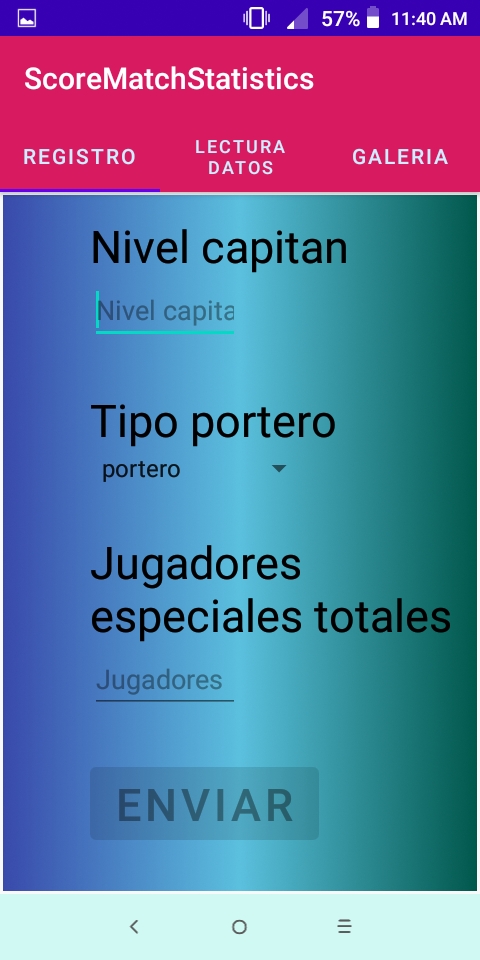 57% 11:40 AM
ScoreMatchStatistics
REGISTRO
LECTURA
DATOS
GALERIA
Nivel capitan
Nivel capita
Tipo portero
portero
Jugadores
especiales totales
Jugadores
ENVIAR